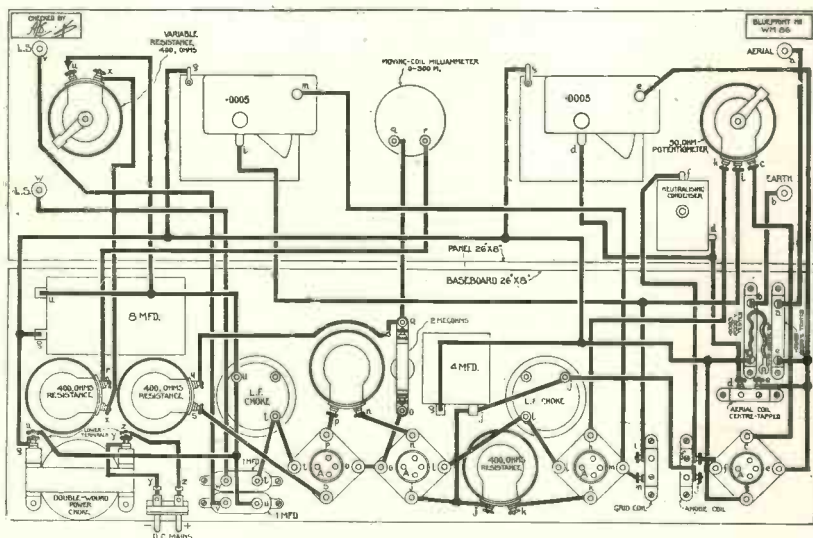 CHECKED BY
BLUEPRINT No
WM 86
L.S.
VARIABLE
RESISTANCE
400, OHMS
MOVING-COIL MILLIAMMETER
AERIAL
·0005
·0005
50, OHM
POTENTIOMETER
NEUTRALISING
CONDENSER
EARTH
L.S.
PANEL 26"X8"
BASEBOARD 26"X8"
8 MFD.
2 MEGOHMS
4 MFD.
400, OHMS
RESISTANCE
400, OHMS
RESISTANCE
L.F.
CHOKE
L.F. CHOKE
400, OHMS
RESISTANCE
AERIAL COIL
CENTRE-TAPPED
LOWER
TERMINALS
DOUBLE-WOUND
POWER
CHOKE
1 MFD
1 MFD
D.C. MAINS
GRID COIL
ANODE COIL